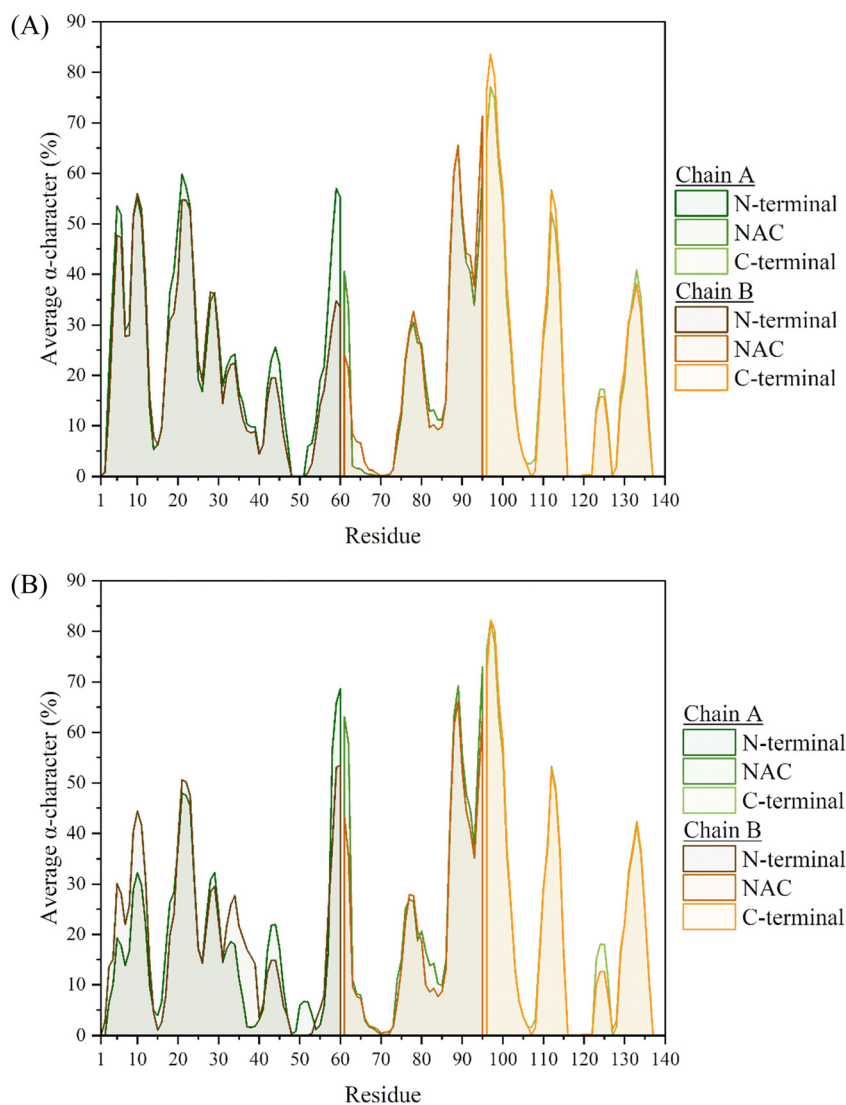 (A)
Average α-character (%)
90
80
70
60
50
40
30
20
10
0
1 10 20 30 40 50 60 70 80 90 100 110 120 130 140
Residue
Chain A
N-terminal
NAC
C-terminal
Chain B
N-terminal
NAC
C-terminal
(B)
Average α-character (%)
90
80
70
60
50
40
30
20
10
0
1 10 20 30 40 50 60 70 80 90 100 110 120 130 140
Residue
Chain A
N-terminal
NAC
C-terminal
Chain B
N-terminal
NAC
C-terminal